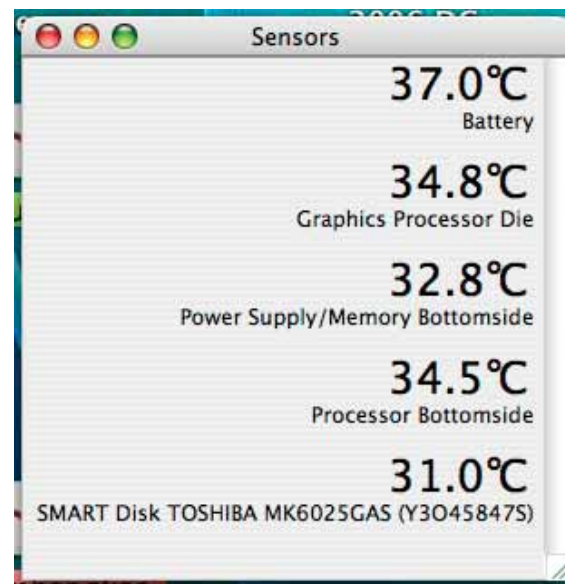 Sensors
37.0℃
Battery
34.8℃
Graphics Processor Die
32.8℃
Power Supply/Memory Bottomside
34.5℃
Processor Bottomside
31.0℃
SMART Disk TOSHIBA MK6025GAS (Y3O45847S)